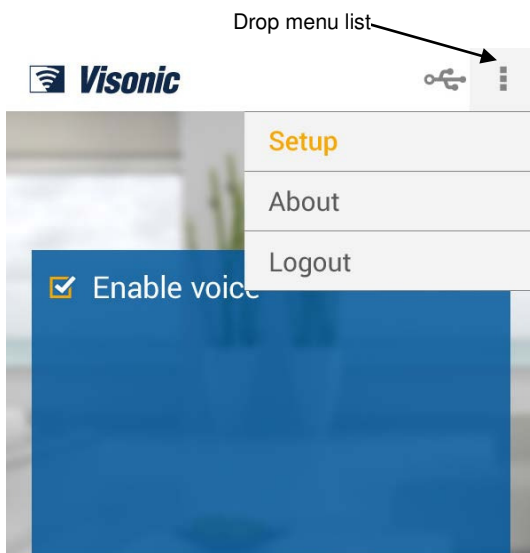 Drop menu list
Visonic
Setup
About
Logout
Enable voice